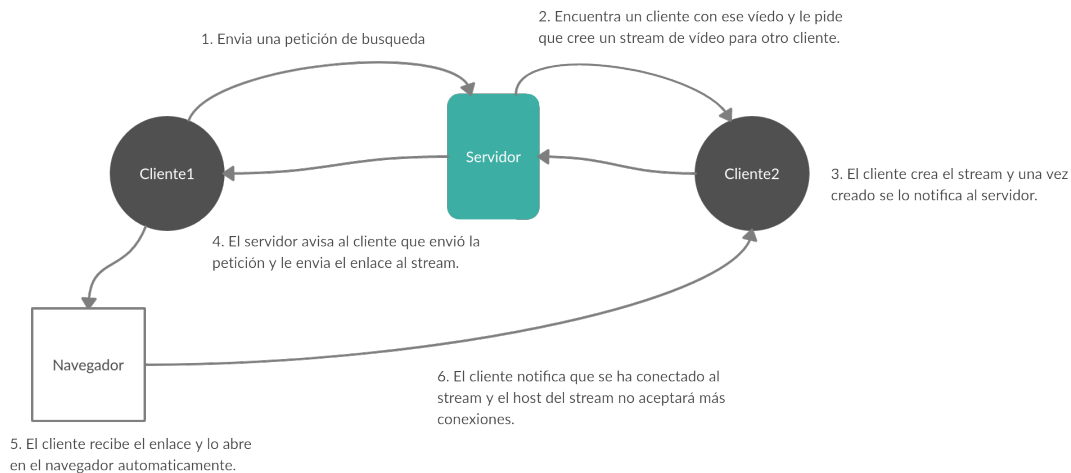 2. Encuentra un cliente con ese víedo y le pide
que cree un stream de vídeo para otro cliente.
1. Envia una petición de busqueda
Servidor
Cliente1
Cliente2
3. El cliente crea el stream y una vez
creado se lo notifica al servidor.
4. El servidor avisa al cliente que envió la
petición y le envia el enlace al stream.
Navegador
6. El cliente notifica que se ha conectado al
stream y el host del stream no aceptará más
conexiones.
5. El cliente recibe el enlace y lo abre
en el navegador automaticamente.